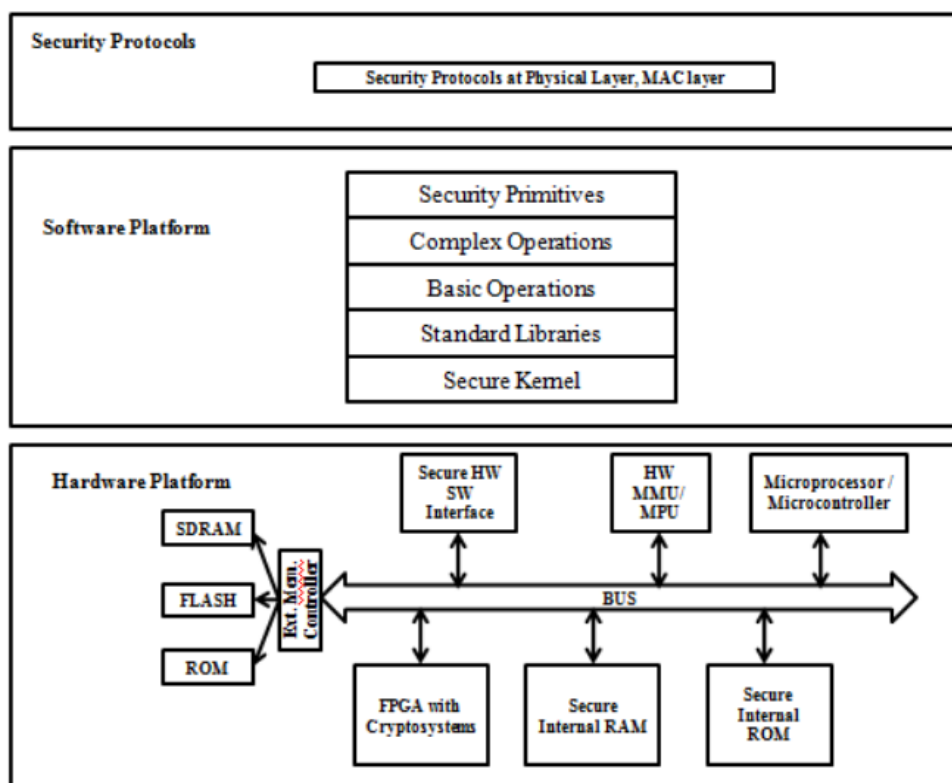 Security Protocols
Security Protocols at Physical Layer, MAC layer
Software Platform
Security Primitives
Complex Operations
Basic Operations
Standard Libraries
Secure Kernel
Hardware Platform
Secure HW
SW
Interface
HW
MMU/
MPU
Microprocessor /
Microcontroller
SDRAM
FLASH
ROM
Ext. Mem.
Controller
BUS
FPGA with
Cryptosystems
Secure
Internal RAM
Secure
Internal
ROM